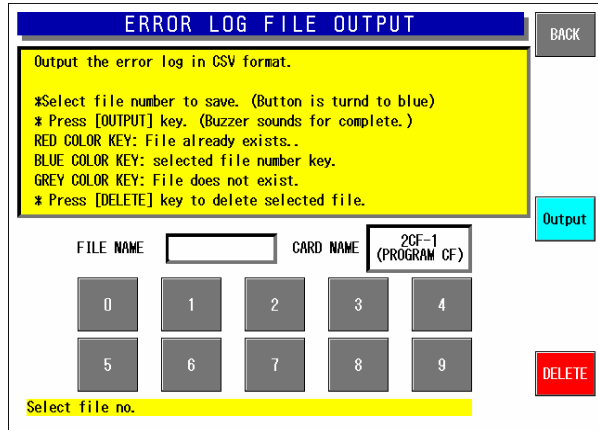 ERROR LOG FILE OUTPUT
BACK
Output the error log in CSV format.
*Select file number to save. (Button is turnd to blue)
* Press [OUTPUT] key. (Buzzer sounds for complete.)
RED COLOR KEY: File already exists..
BLUE COLOR KEY: selected file number key.
GREY COLOR KEY: File does not exist.
* Press [DELETE] key to delete selected file.
Output
FILE NAME
CARD NAME
2CF-1
(PROGRAM CF)
0 1 2 3 4
5 6 7 8 9
DELETE
Select file no.